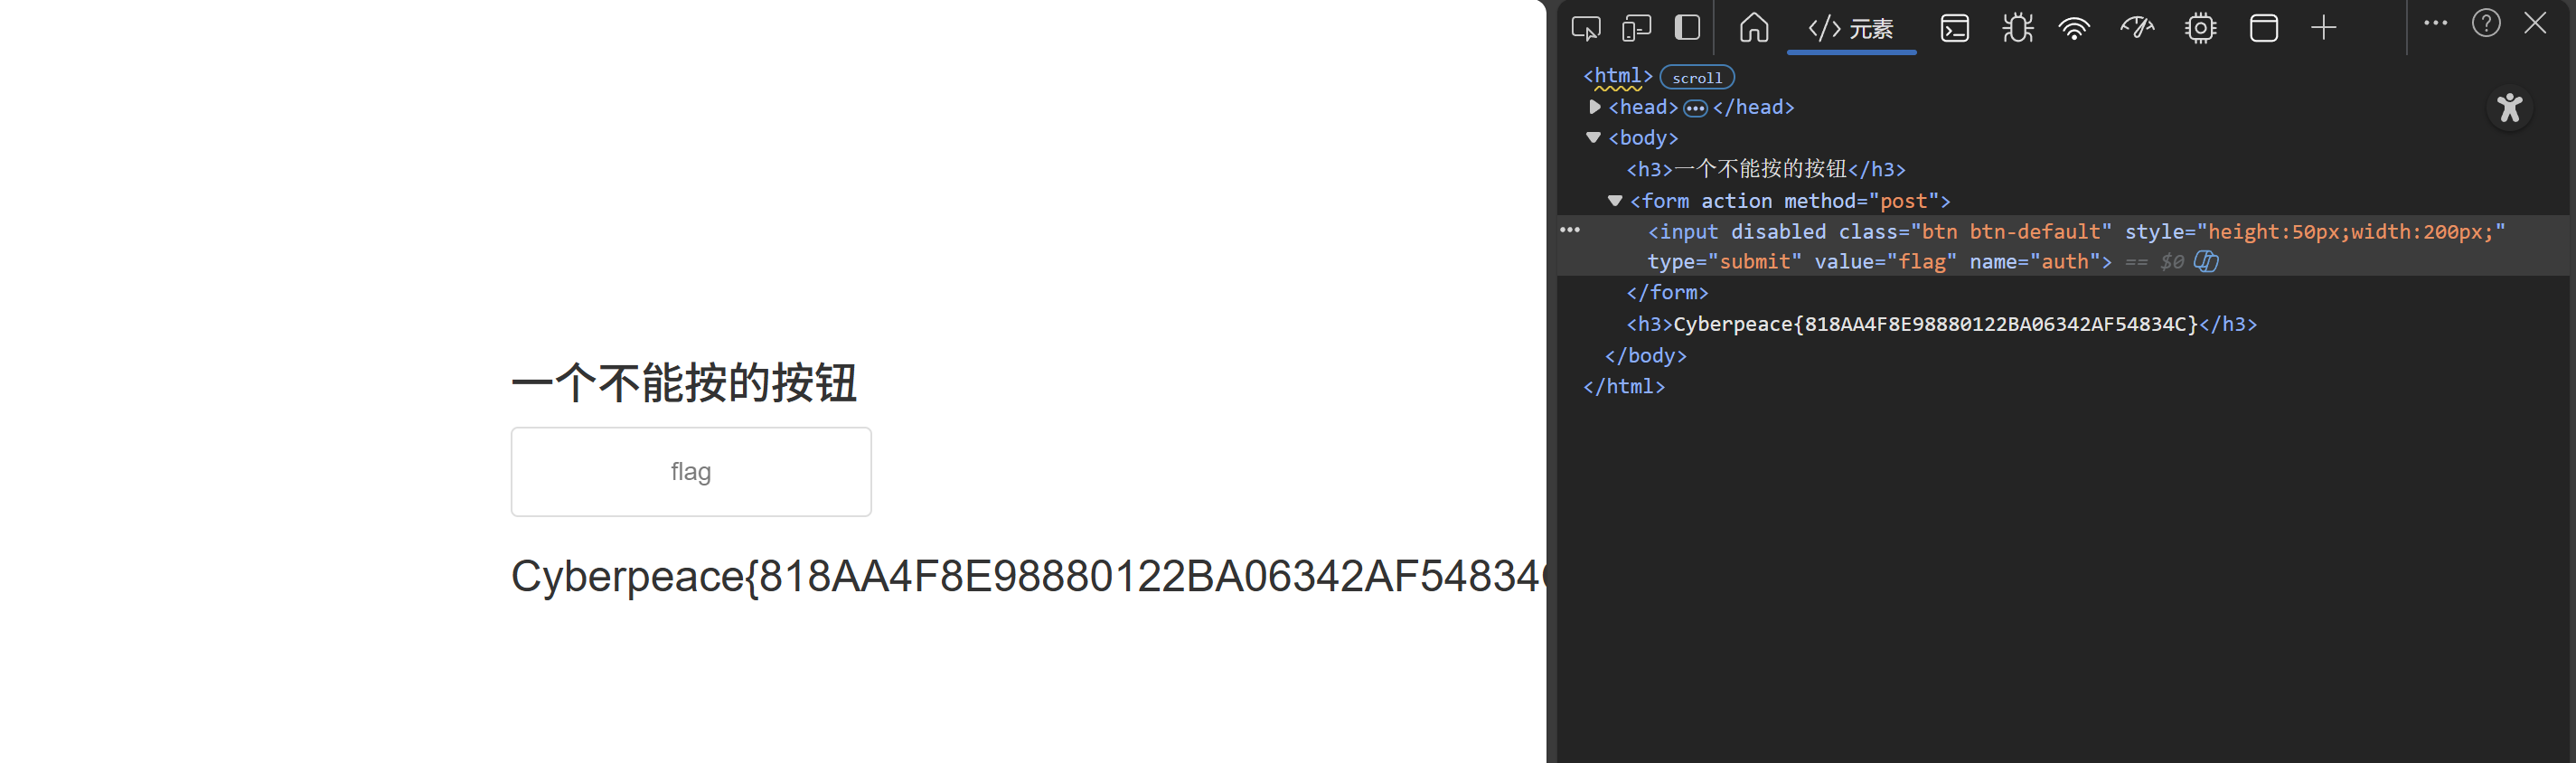 一个不能按的按钮
flag
Cyberpeace{818AA4F8E98880122BA06342AF54834C
</> 元素
<html> scroll
<head> ••• </head>
<body>
<h3>一个不能按的按钮</h3>
<form action method="post">
<input disabled class="btn btn-default" style="height:50px;width:200px;"
type="submit" value="flag" name="auth"> == $0
</form>
<h3>Cyberpeace{818AA4F8E98880122BA06342AF54834C}</h3>
</body>
</html>